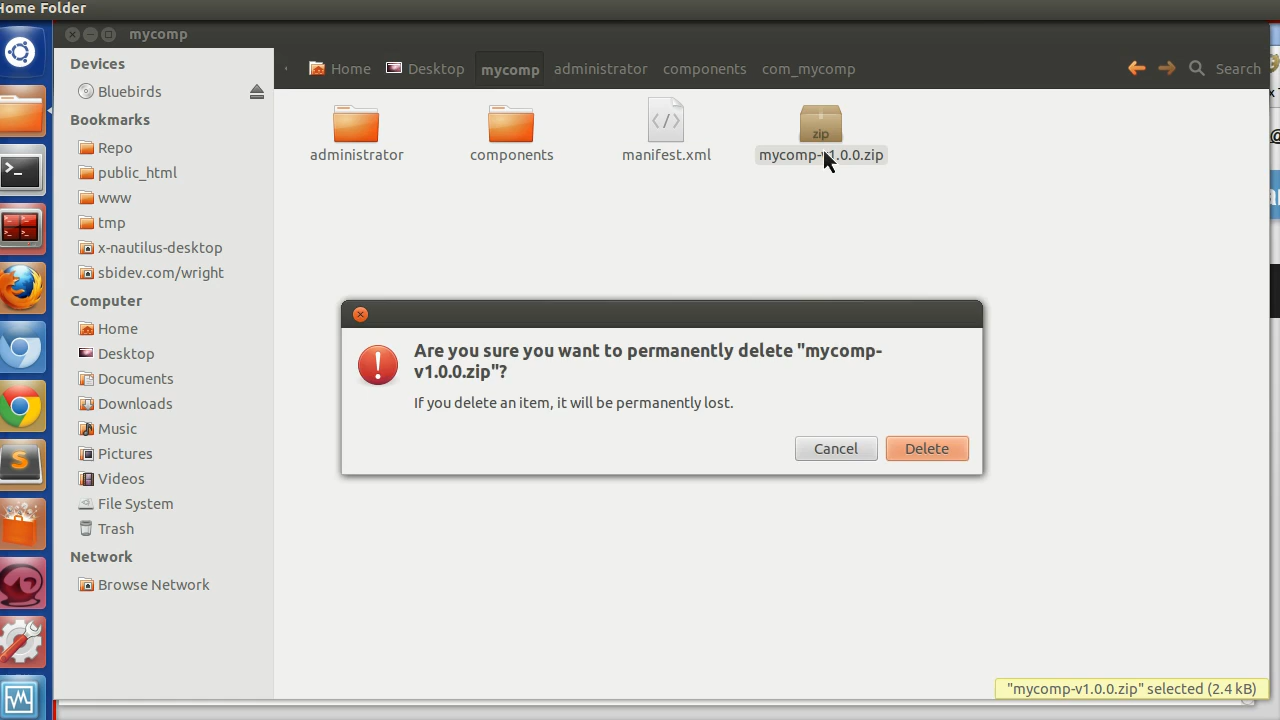 Home Folder
mycomp
Devices
Bluebirds
Bookmarks
Repo
public_html
www
tmp
x-nautilus-desktop
sbidev.com/wright
Computer
Home
Desktop
Documents
Downloads
Music
Pictures
Videos
File System
Trash
Network
Browse Network
Home Desktop mycomp administrator components com_mycomp Search
administrator components manifest.xml mycomp-v1.0.0.zip
zip
Are you sure you want to permanently delete "mycomp-
v1.0.0.zip"?
If you delete an item, it will be permanently lost.
Cancel Delete
"mycomp-v1.0.0.zip" selected (2.4 kB)